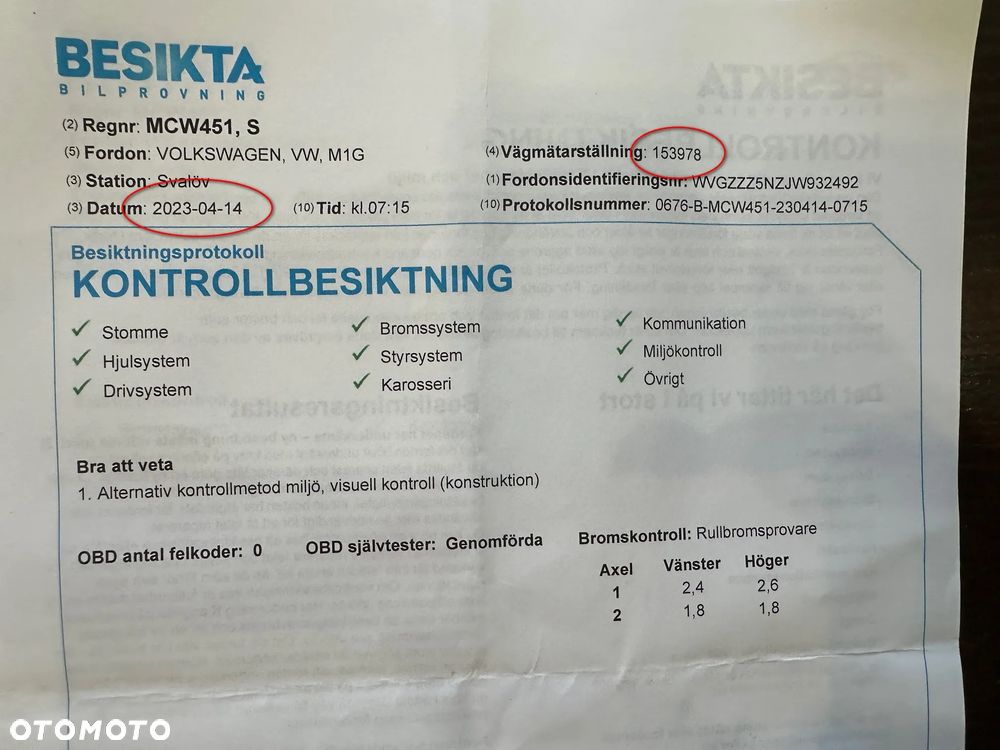 BESIKTA
BILPROVNING
(2) Regnr: MCW451, S
(5) Fordon: VOLKSWAGEN, VW, M1G
(4) Vägmätarställning: 153978
(3) Station: Svalöv
(1) Fordonsidentifieringsnr: WVGZZZ5NZJW932492
(3) Datum: 2023-04-14 (10) Tid: kl.07:15
(10) Protokollsnummer: 0676-B-MCW451-230414-0715
Besiktningsprotokoll
KONTROLLBESIKTNING
Stomme
Hjulsystem
Drivsystem
Bromssystem
Styrsystem
Karosseri
Kommunikation
Miljökontroll
Övrigt
Bra att veta
1. Alternativ kontrollmetod miljö, visuell kontroll (konstruktion)
OBD antal felkoder: 0 OBD självtester: Genomförda
Bromskontroll: Rullbromsprovare
Axel Vänster Höger
1 2,4 2,6
2 1,8 1,8
OTOMOTO